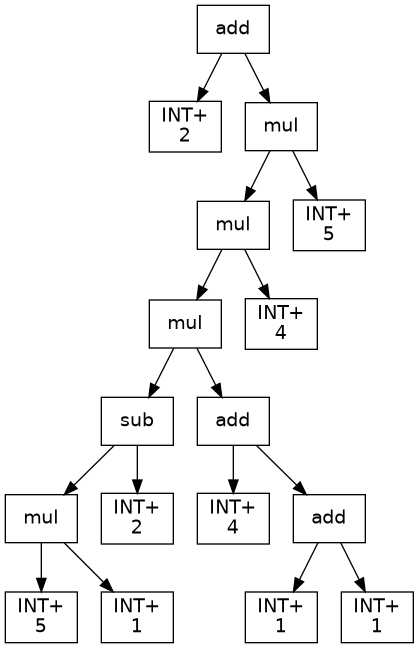 add
INT+
2
mul
mul
INT+
5
mul
INT+
4
sub
add
mul
INT+
2
INT+
4
add
INT+
5
INT+
1
INT+
1
INT+
1